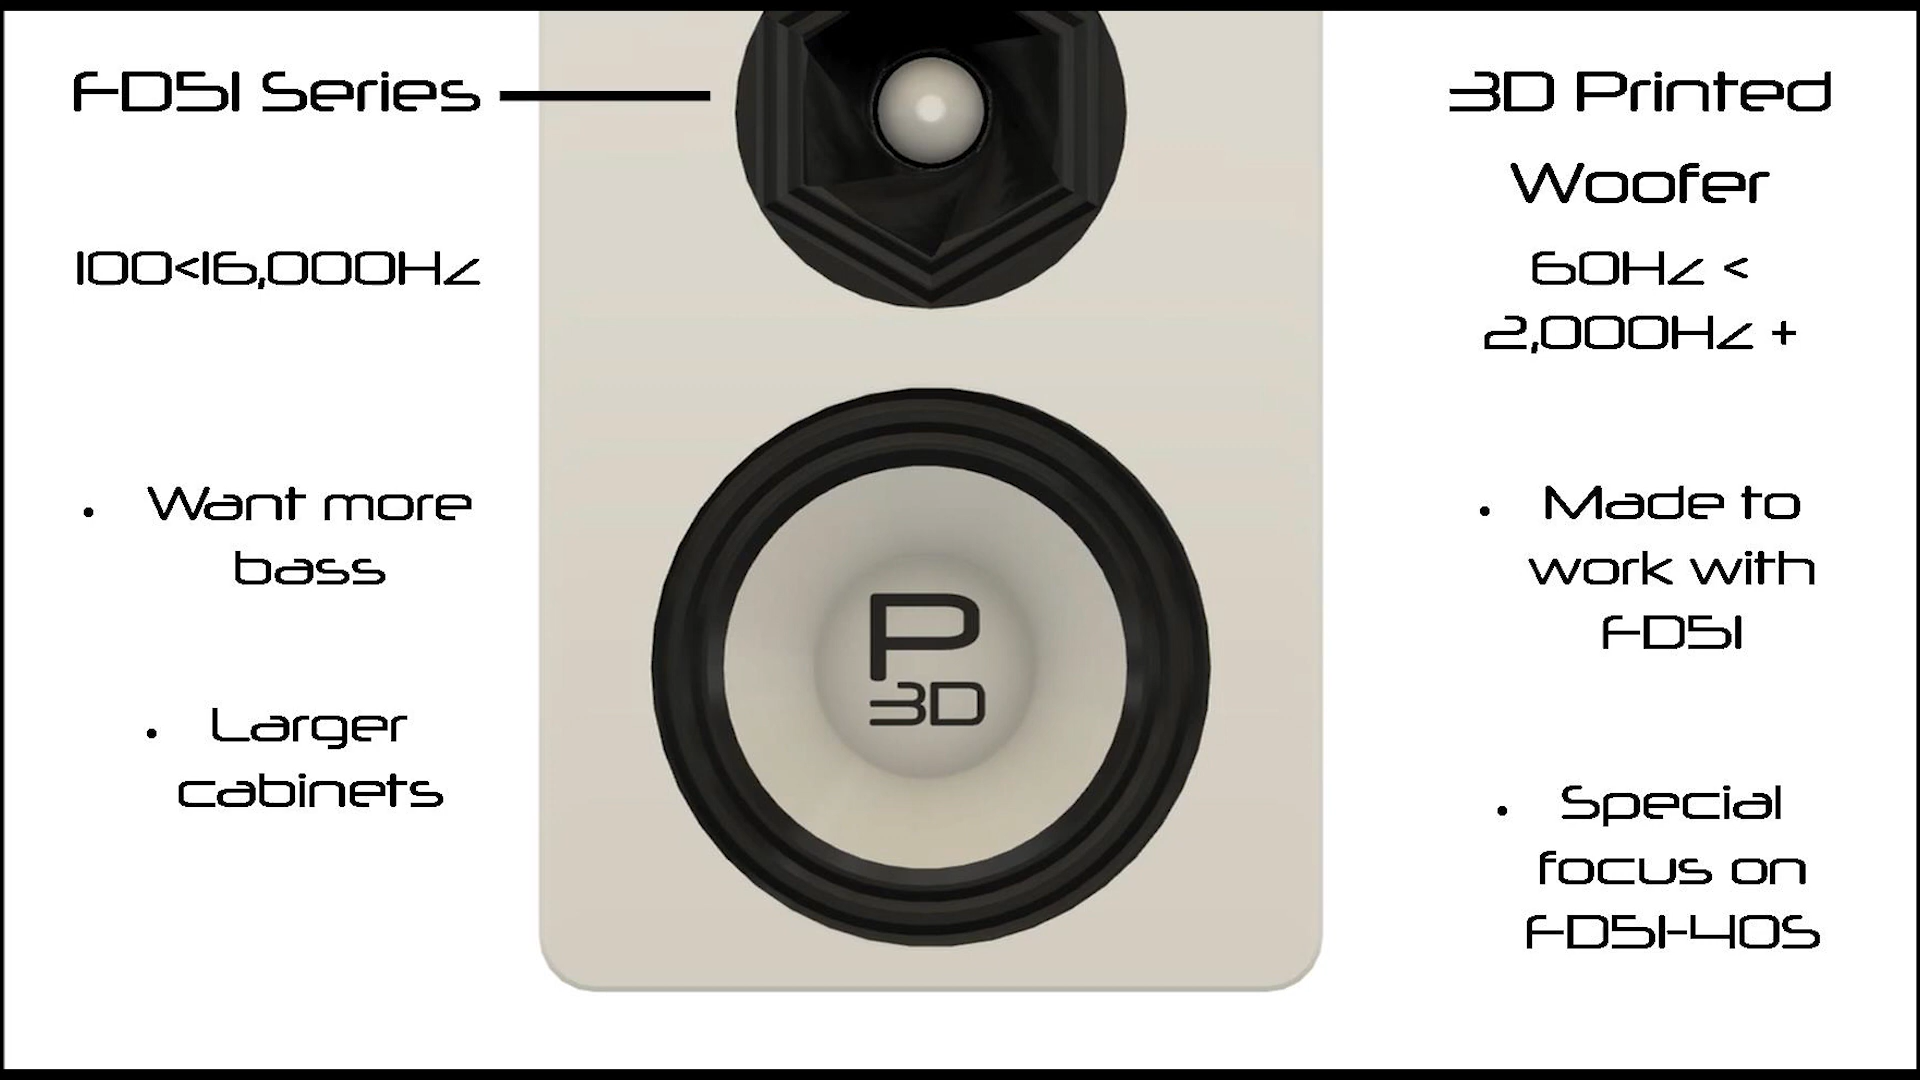 FD51 Series
100<16,000Hz
• Want more
bass
• Larger
cabinets
P
3D
3D Printed
Woofer
60Hz <
2,000Hz +
• Made to
work with
FD51
• Special
focus on
FD51-40S